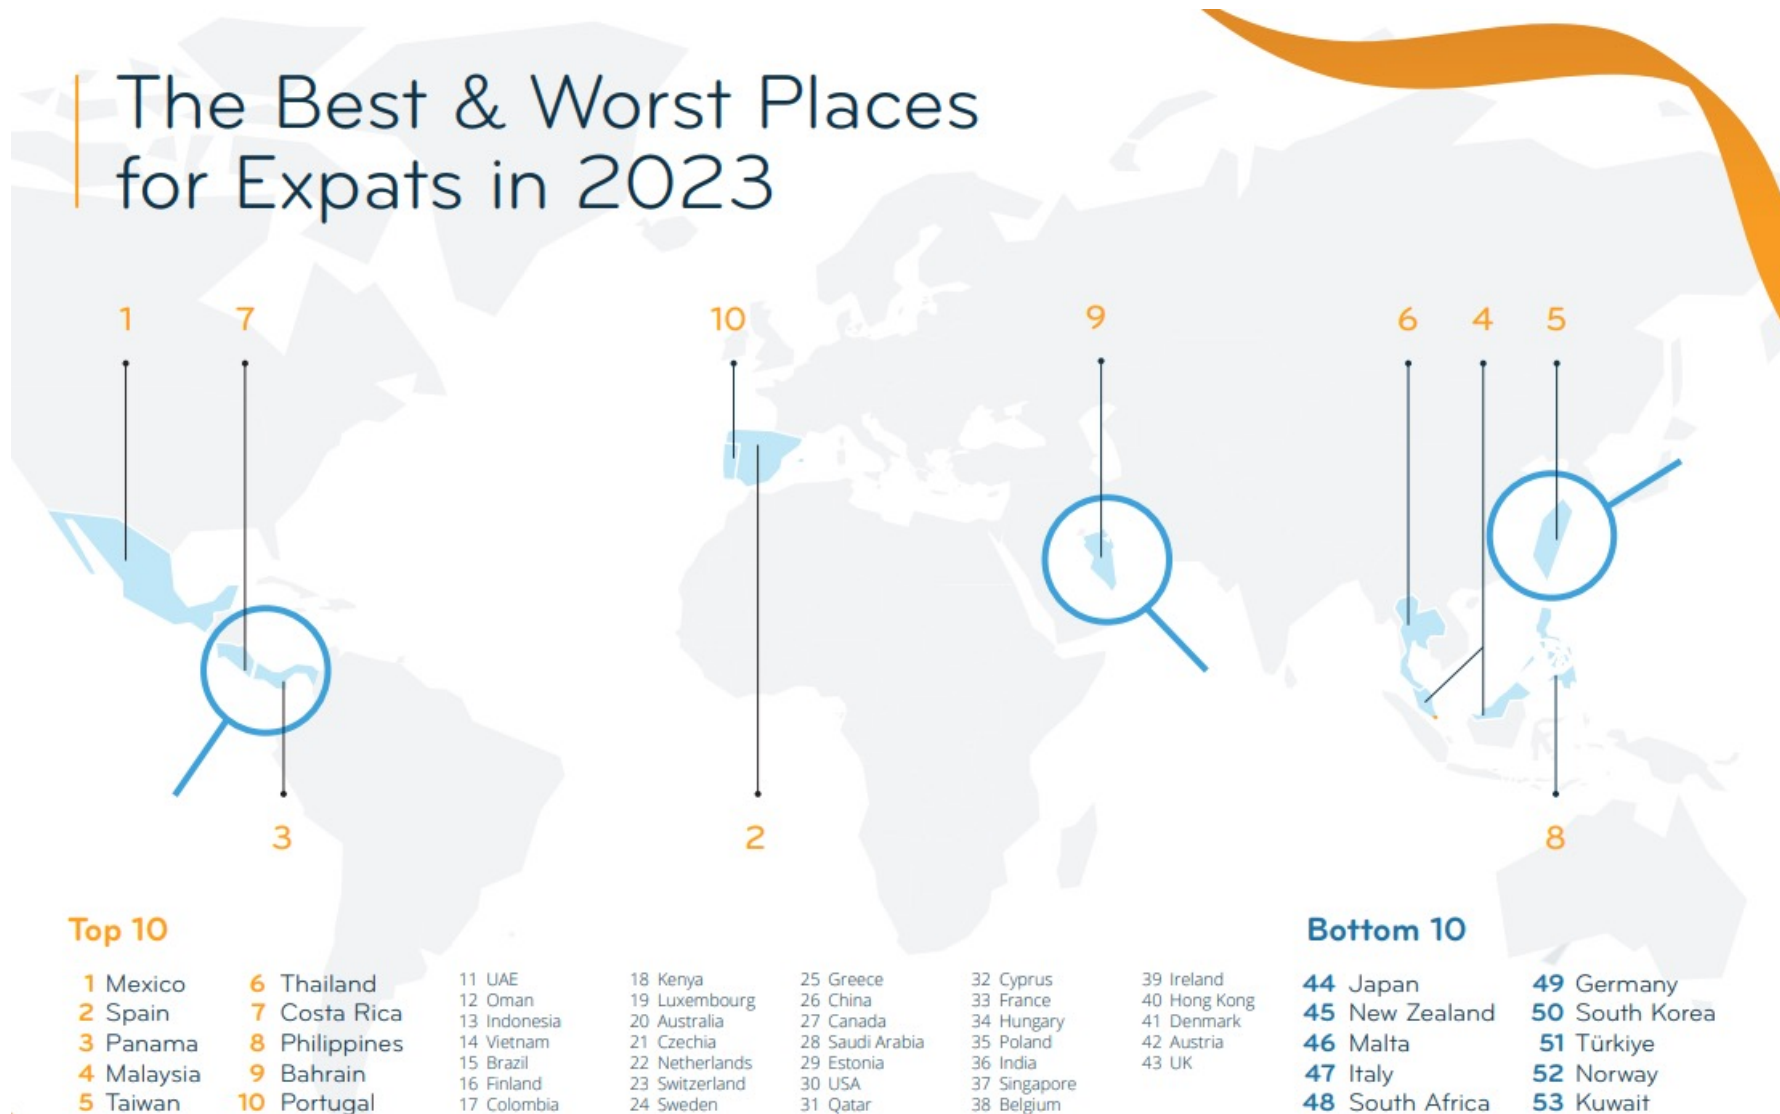 The Best & Worst Places
for Expats in 2023
1
7
10
9
6
4
5
3
2
8
Top 10
1 Mexico
2 Spain
3 Panama
4 Malaysia
5 Taiwan
6 Thailand
7 Costa Rica
8 Philippines
9 Bahrain
10 Portugal
11 UAE
12 Oman
13 Indonesia
14 Vietnam
15 Brazil
16 Finland
17 Colombia
18 Kenya
19 Luxembourg
20 Australia
21 Czechia
22 Netherlands
23 Switzerland
24 Sweden
25 Greece
26 China
27 Canada
28 Saudi Arabia
29 Estonia
30 USA
31 Qatar
32 Cyprus
33 France
34 Hungary
35 Poland
36 India
37 Singapore
38 Belgium
39 Ireland
40 Hong Kong
41 Denmark
42 Austria
43 UK
Bottom 10
44 Japan
45 New Zealand
46 Malta
47 Italy
48 South Africa
49 Germany
50 South Korea
51 Türkiye
52 Norway
53 Kuwait